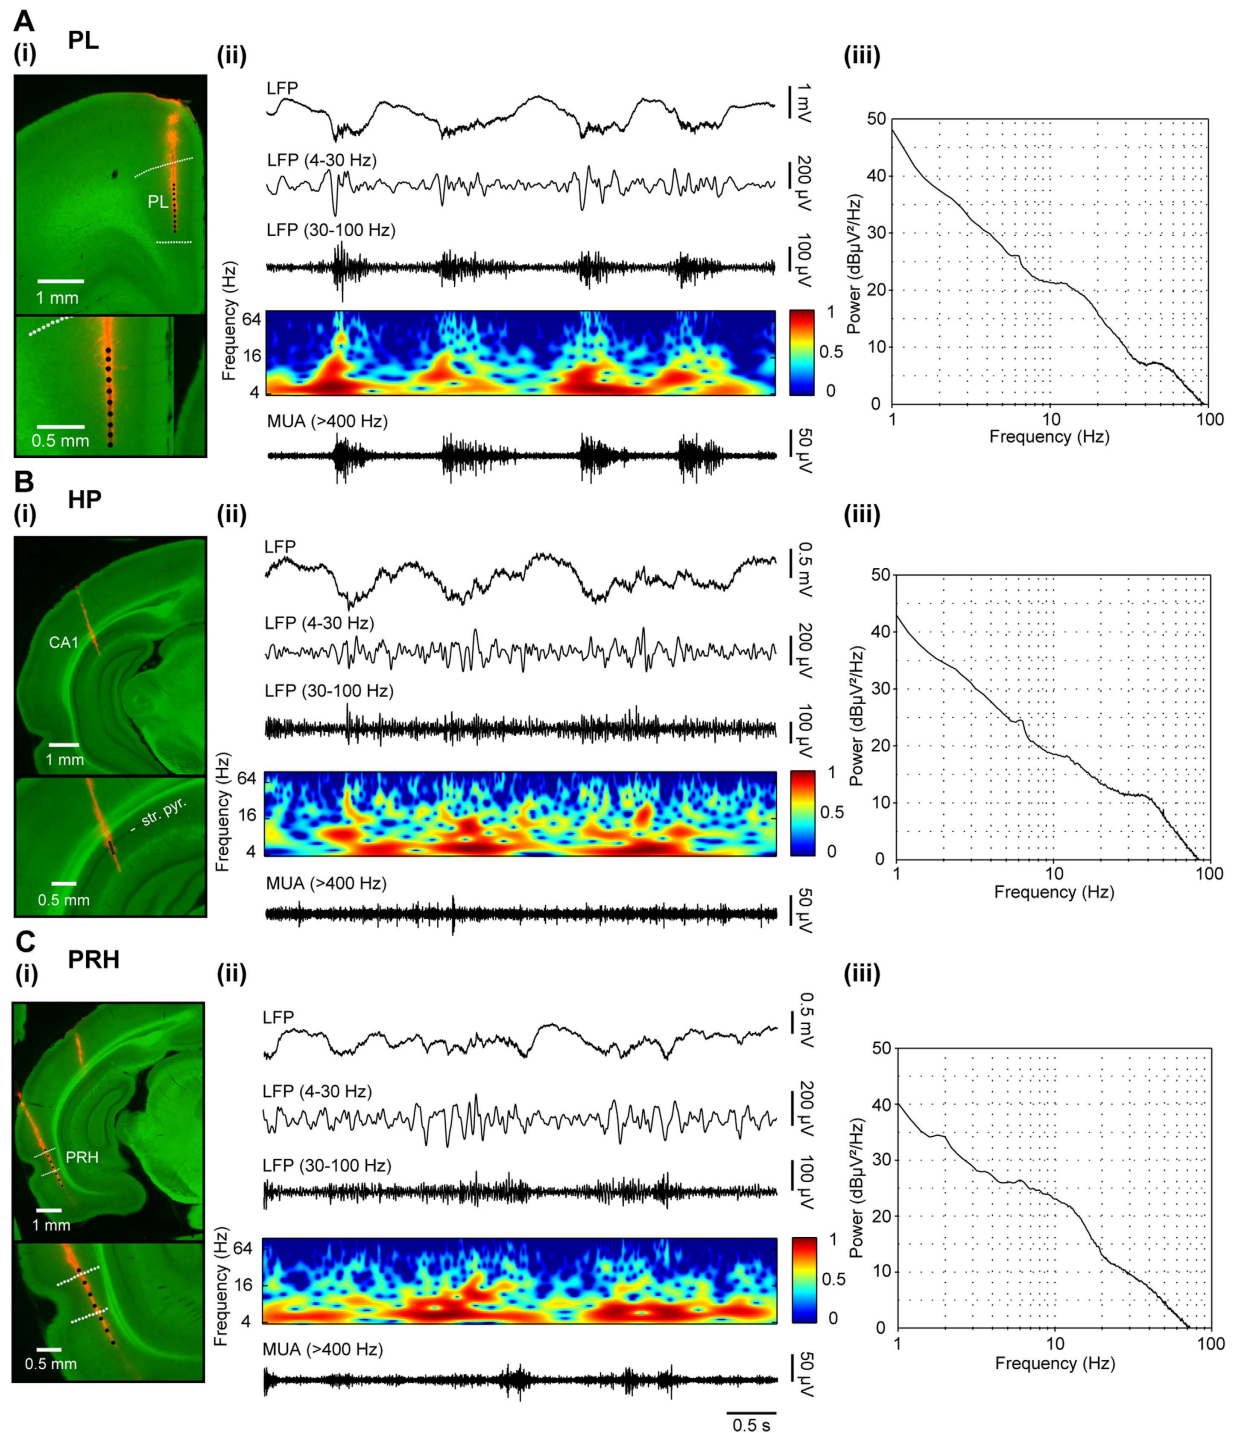 A
PL
(i)
(ii)
(iii)
PL
1 mm
0.5 mm
LFP
1 mV
LFP (4-30 Hz)
200 µV
LFP (30-100 Hz)
100 µV
Frequency (Hz)
64
16
4
1
0.5
0
MUA (>400 Hz)
50 µV
Power (dBµV²/Hz)
50
40
30
20
10
0
1
10
100
Frequency (Hz)
B
HP
(i)
(ii)
(iii)
CA1
1 mm
str. pyr.
0.5 mm
LFP
0.5 mV
LFP (4-30 Hz)
200 µV
LFP (30-100 Hz)
100 µV
Frequency (Hz)
64
16
4
1
0.5
0
MUA (>400 Hz)
50 µV
Power (dBµV²/Hz)
50
40
30
20
10
0
1
10
100
Frequency (Hz)
C
PRH
(i)
(ii)
(iii)
PRH
1 mm
0.5 mm
LFP
0.5 mV
LFP (4-30 Hz)
200 µV
LFP (30-100 Hz)
100 µV
Frequency (Hz)
64
16
4
1
0.5
0
MUA (>400 Hz)
50 µV
0.5 s
Power (dBµV²/Hz)
50
40
30
20
10
0
1
10
100
Frequency (Hz)